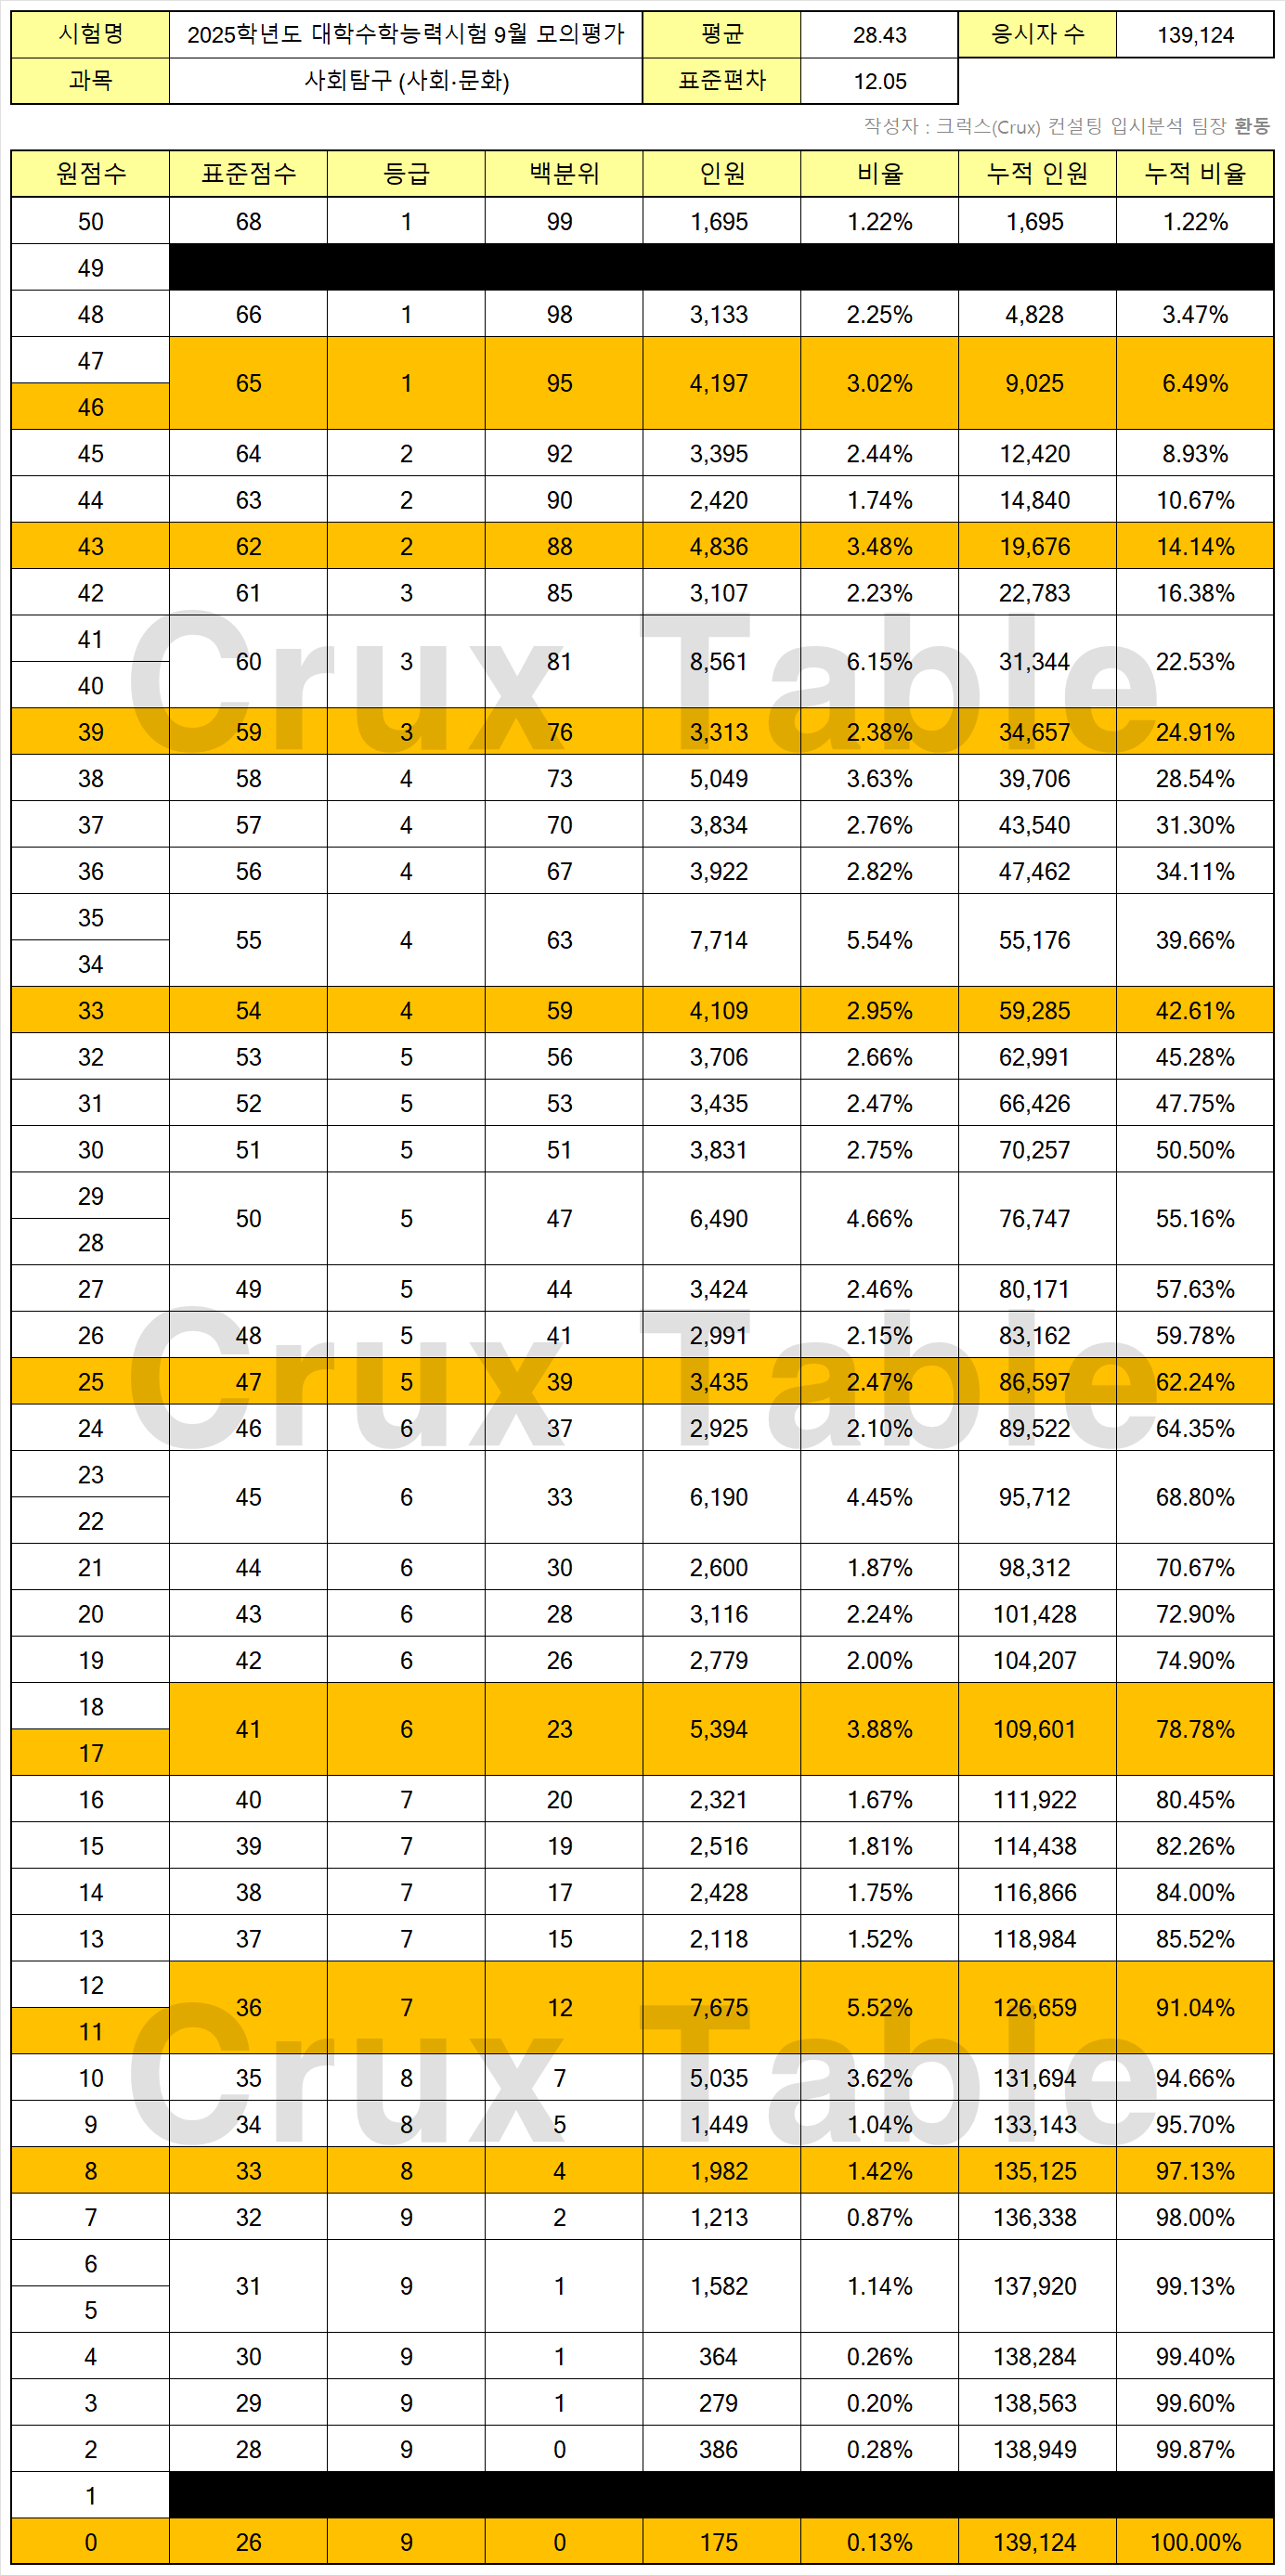 시험명 2025학년도 대학수학능력시험 9월 모의평가 평균 28.43 응시자 수 139,124
과목 사회탐구 (사회·문화) 표준편차 12.05
작성자 : 크럭스(Crux) 컨설팅 입시분석 팀장 환동
원점수 표준점수 등급 백분위 인원 비율 누적 인원 누적 비율
50 68 1 99 1,695 1.22% 1,695 1.22%
49
48 66 1 98 3,133 2.25% 4,828 3.47%
47
65 1 95 4,197 3.02% 9,025 6.49%
46
45 64 2 92 3,395 2.44% 12,420 8.93%
44 63 2 90 2,420 1.74% 14,840 10.67%
43 62 2 88 4,836 3.48% 19,676 14.14%
42 61 3 85 3,107 2.23% 22,783 16.38%
41
60 3 81 8,561 6.15% 31,344 22.53%
40
Crux Table
39 59 3 76 3,313 2.38% 34,657 24.91%
38 58 4 73 5,049 3.63% 39,706 28.54%
37 57 4 70 3,834 2.76% 43,540 31.30%
36 56 4 67 3,922 2.82% 47,462 34.11%
35
55 4 63 7,714 5.54% 55,176 39.66%
34
33 54 4 59 4,109 2.95% 59,285 42.61%
32 53 5 56 3,706 2.66% 62,991 45.28%
31 52 5 53 3,435 2.47% 66,426 47.75%
30 51 5 51 3,831 2.75% 70,257 50.50%
29
50 5 47 6,490 4.66% 76,747 55.16%
28
27 49 5 44 3,424 2.46% 80,171 57.63%
26 48 5 41 2,991 2.15% 83,162 59.78%
Crux Table
25 47 5 39 3,435 2.47% 86,597 62.24%
24 46 6 37 2,925 2.10% 89,522 64.35%
23
45 6 33 6,190 4.45% 95,712 68.80%
22
21 44 6 30 2,600 1.87% 98,312 70.67%
20 43 6 28 3,116 2.24% 101,428 72.90%
19 42 6 26 2,779 2.00% 104,207 74.90%
18
41 6 23 5,394 3.88% 109,601 78.78%
17
16 40 7 20 2,321 1.67% 111,922 80.45%
15 39 7 19 2,516 1.81% 114,438 82.26%
14 38 7 17 2,428 1.75% 116,866 84.00%
13 37 7 15 2,118 1.52% 118,984 85.52%
12
36 7 12 7,675 5.52% 126,659 91.04%
11
Crux Table
10 35 8 7 5,035 3.62% 131,694 94.66%
9 34 8 5 1,449 1.04% 133,143 95.70%
8 33 8 4 1,982 1.42% 135,125 97.13%
7 32 9 2 1,213 0.87% 136,338 98.00%
6
31 9 1 1,582 1.14% 137,920 99.13%
5
4 30 9 1 364 0.26% 138,284 99.40%
3 29 9 1 279 0.20% 138,563 99.60%
2 28 9 0 386 0.28% 138,949 99.87%
1
0 26 9 0 175 0.13% 139,124 100.00%